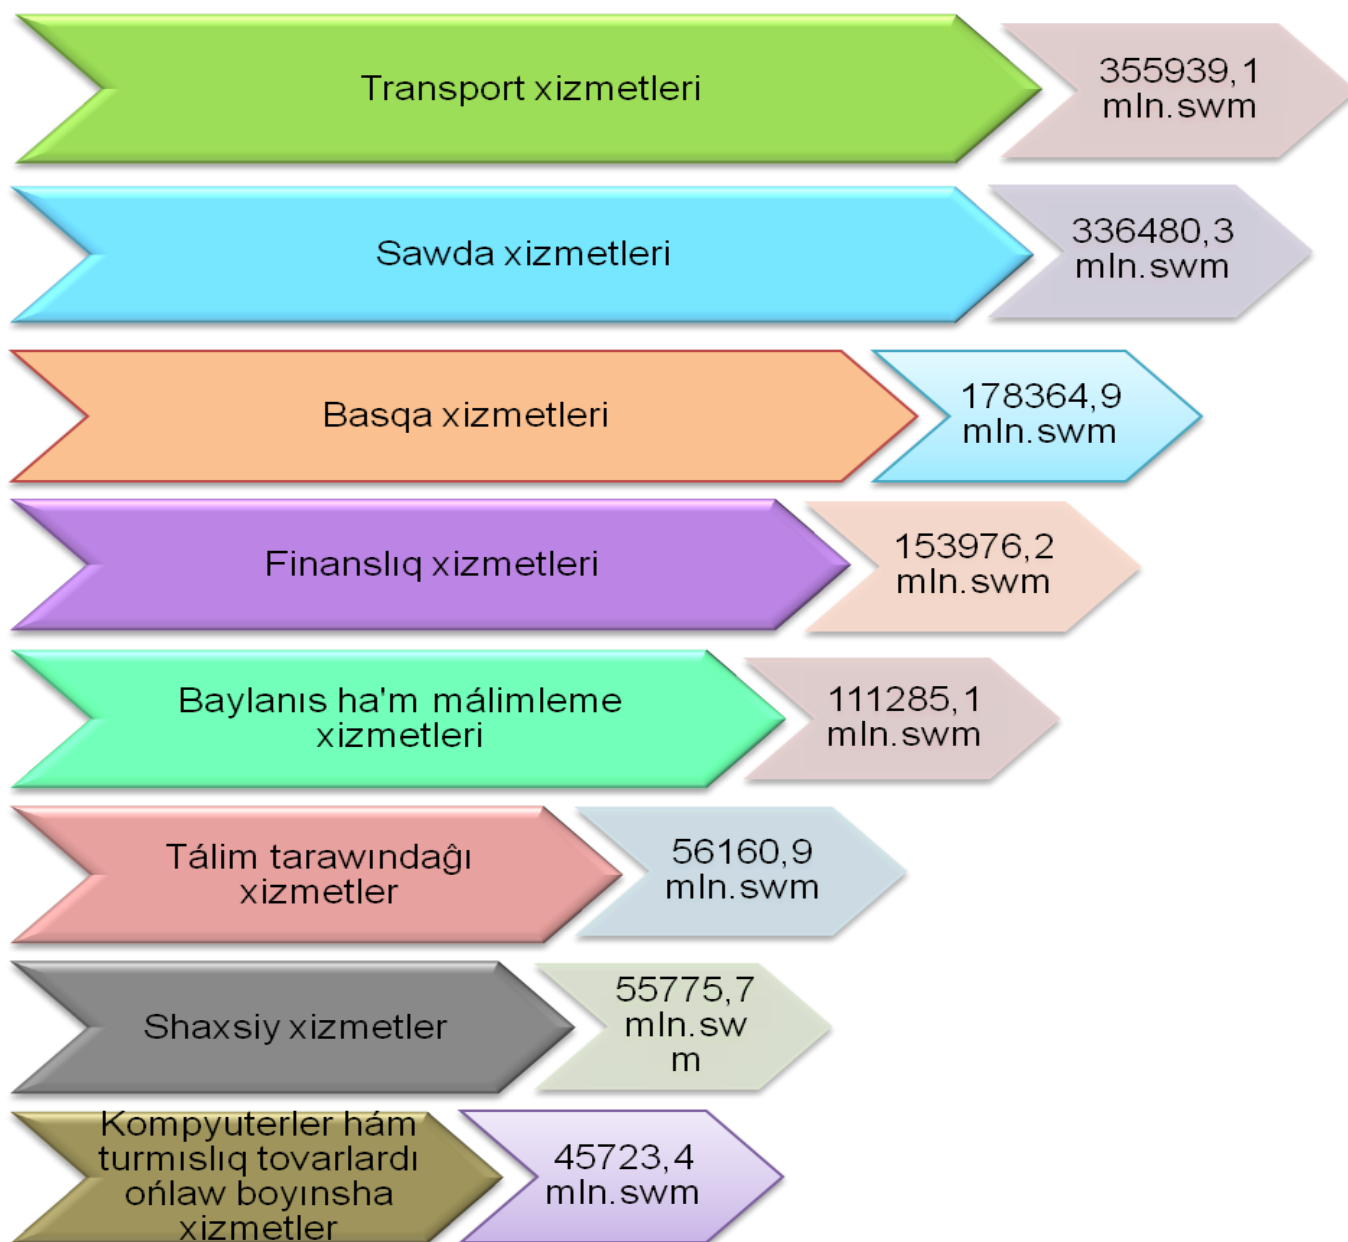 Transport xizmetleri
355939,1
mln.swm
Sawda xizmetleri
336480,3
mln.swm
Basqa xizmetleri
178364,9
mln.swm
Finanslıq xizmetleri
153976,2
mln.swm
Baylanıs ha'm málimleme
xizmetleri
111285,1
mln.swm
Tálim tarawındaĝı
xizmetler
56160,9
mln.swm
Shaxsiy xizmetler
55775,7
mln.sw
m
Kompyuterler hám
turmıslıq tovarlardı
ońlaw boyınsha
xizmetler
45723,4
mln.swm